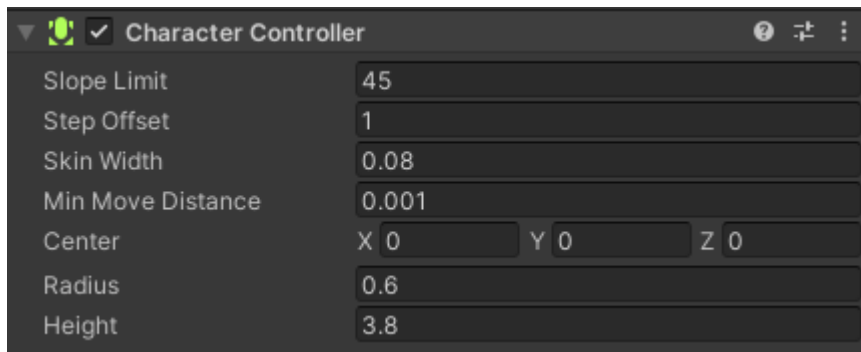 Character Controller
Slope Limit 45
Step Offset 1
Skin Width 0.08
Min Move Distance 0.001
Center X 0 Y 0 Z 0
Radius 0.6
Height 3.8